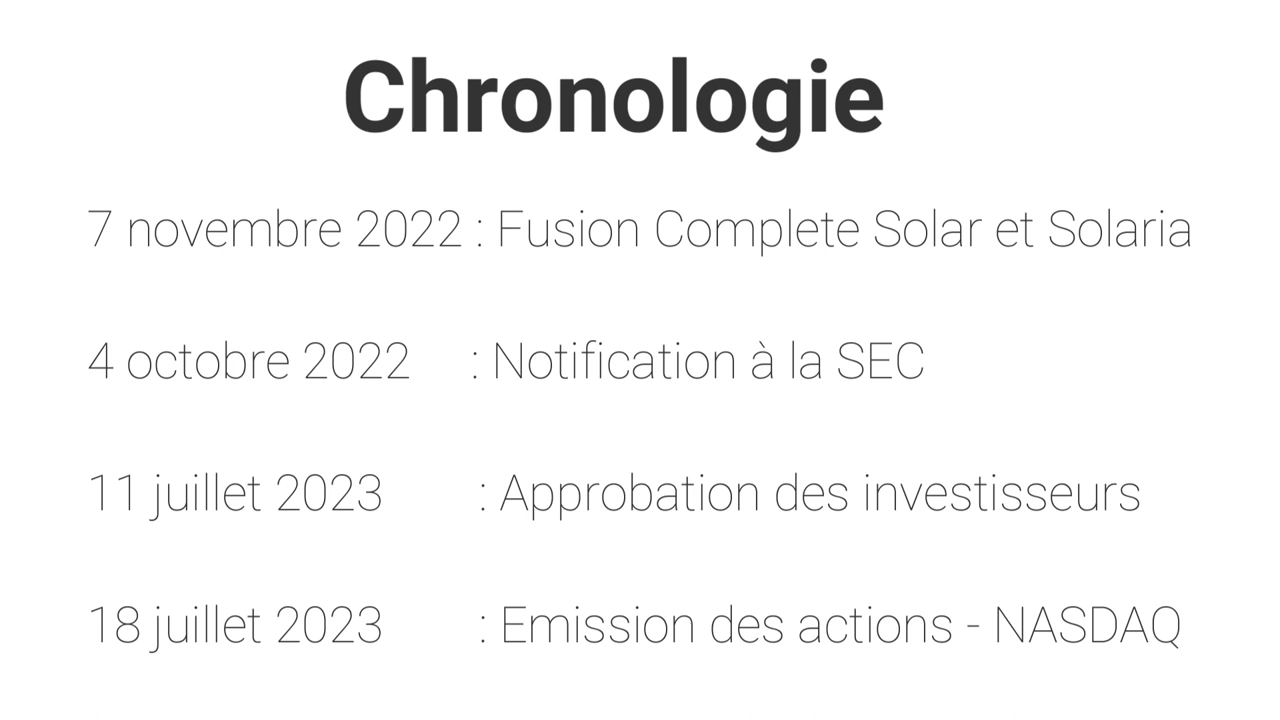 Chronologie
7 novembre 2022 : Fusion Complete Solar et Solaria
4 octobre 2022 : Notification à la SEC
11 juillet 2023 : Approbation des investisseurs
18 juillet 2023 : Emission des actions - NASDAQ